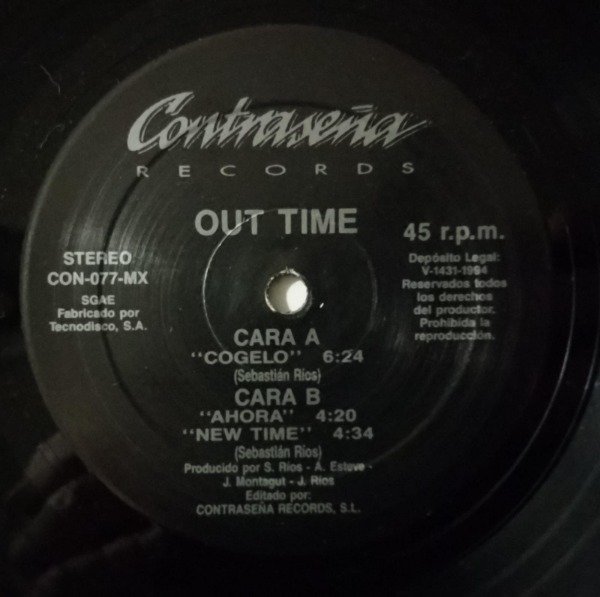 Contraseña
RECORDS
OUT TIME
45 r.p.m.
STEREO
CON-077-MX
SGAE
Fabricado por
Tecnodisco, S.A.
Depósito Legal:
V-1431-1994
Reservados todos
los derechos
del productor.
Prohibida la
reproducción.
CARA A
"COGELO" 6:24
(Sebastián Ríos)
CARA B
"AHORA" 4:20
"NEW TIME" 4:34
(Sebastián Ríos)
Producido por S. Ríos - A. Esteve -
J. Montagut - J. Ríos
Editado por:
CONTRASEÑA RECORDS, S.L.